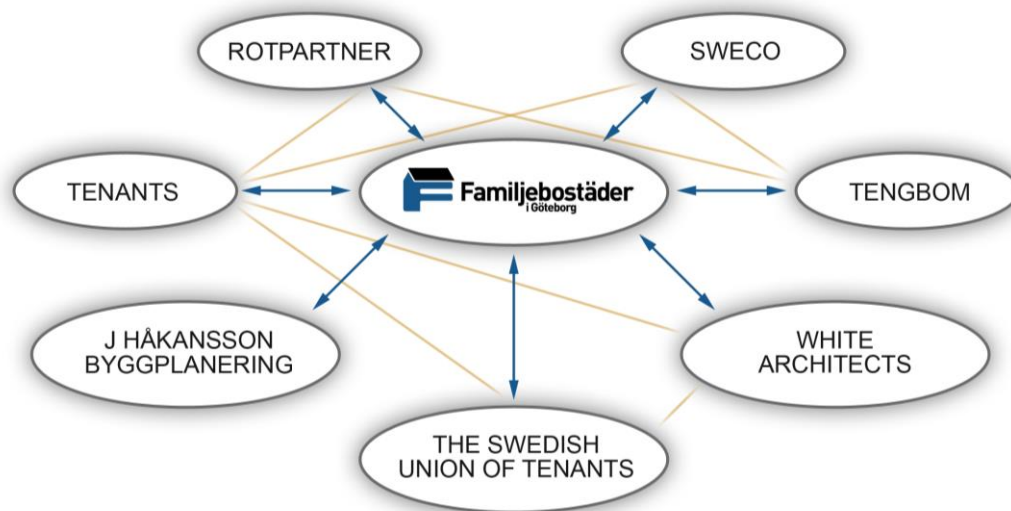 ROTPARTNER
SWECO
TENANTS
Familjebostäder
i Göteborg
TENGBOM
J HÅKANSSON
BYGGPLANERING
WHITE
ARCHITECTS
THE SWEDISH
UNION OF TENANTS